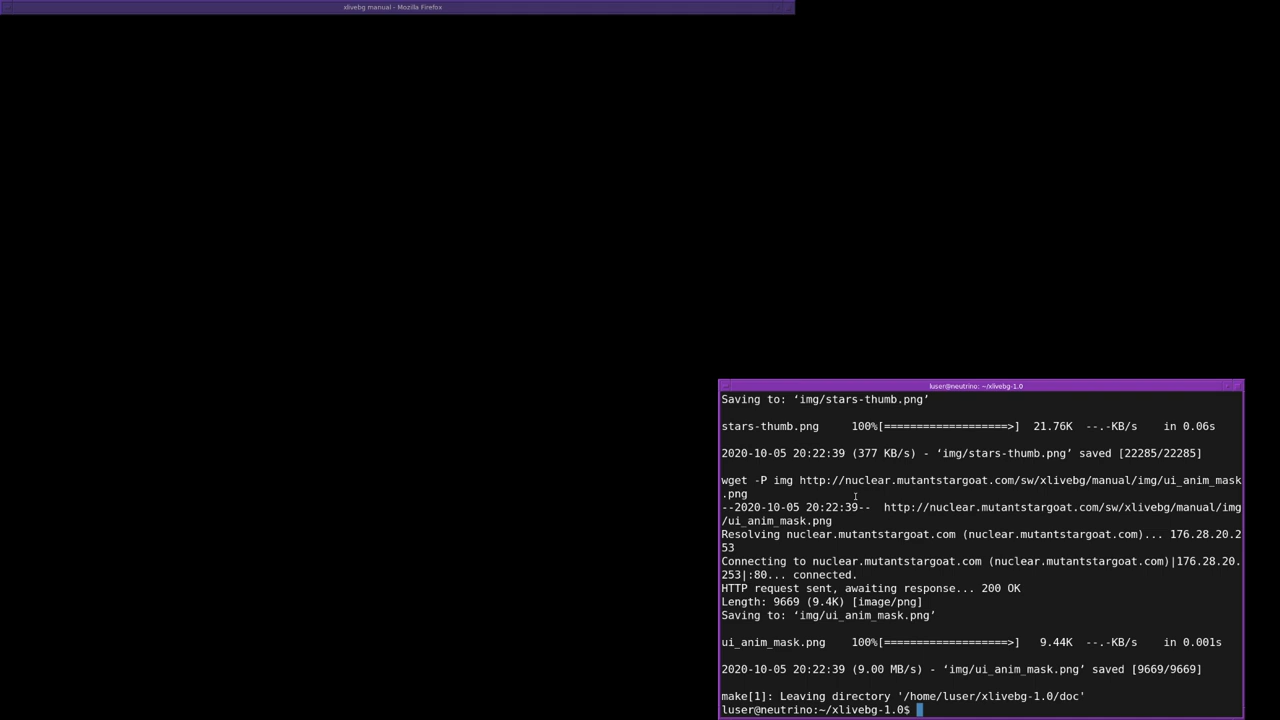 xlivebg manual - Mozilla Firefox
luser@neutrino: ~/xlivebg-1.0
Saving to: ‘img/stars-thumb.png’
stars-thumb.png     100%[===================>]  21.76K  --.-KB/s    in 0.06s
2020-10-05 20:22:39 (377 KB/s) - ‘img/stars-thumb.png’ saved [22285/22285]
wget -P img http://nuclear.mutantstargoat.com/sw/xlivebg/manual/img/ui_anim_mask
.png
--2020-10-05 20:22:39--  http://nuclear.mutantstargoat.com/sw/xlivebg/manual/img
/ui_anim_mask.png
Resolving nuclear.mutantstargoat.com (nuclear.mutantstargoat.com)... 176.28.20.2
53
Connecting to nuclear.mutantstargoat.com (nuclear.mutantstargoat.com)|176.28.20.
253|:80... connected.
HTTP request sent, awaiting response... 200 OK
Length: 9669 (9.4K) [image/png]
Saving to: ‘img/ui_anim_mask.png’
ui_anim_mask.png    100%[===================>]   9.44K  --.-KB/s    in 0.001s
2020-10-05 20:22:39 (9.00 MB/s) - ‘img/ui_anim_mask.png’ saved [9669/9669]
make[1]: Leaving directory '/home/luser/xlivebg-1.0/doc'
luser@neutrino:~/xlivebg-1.0$